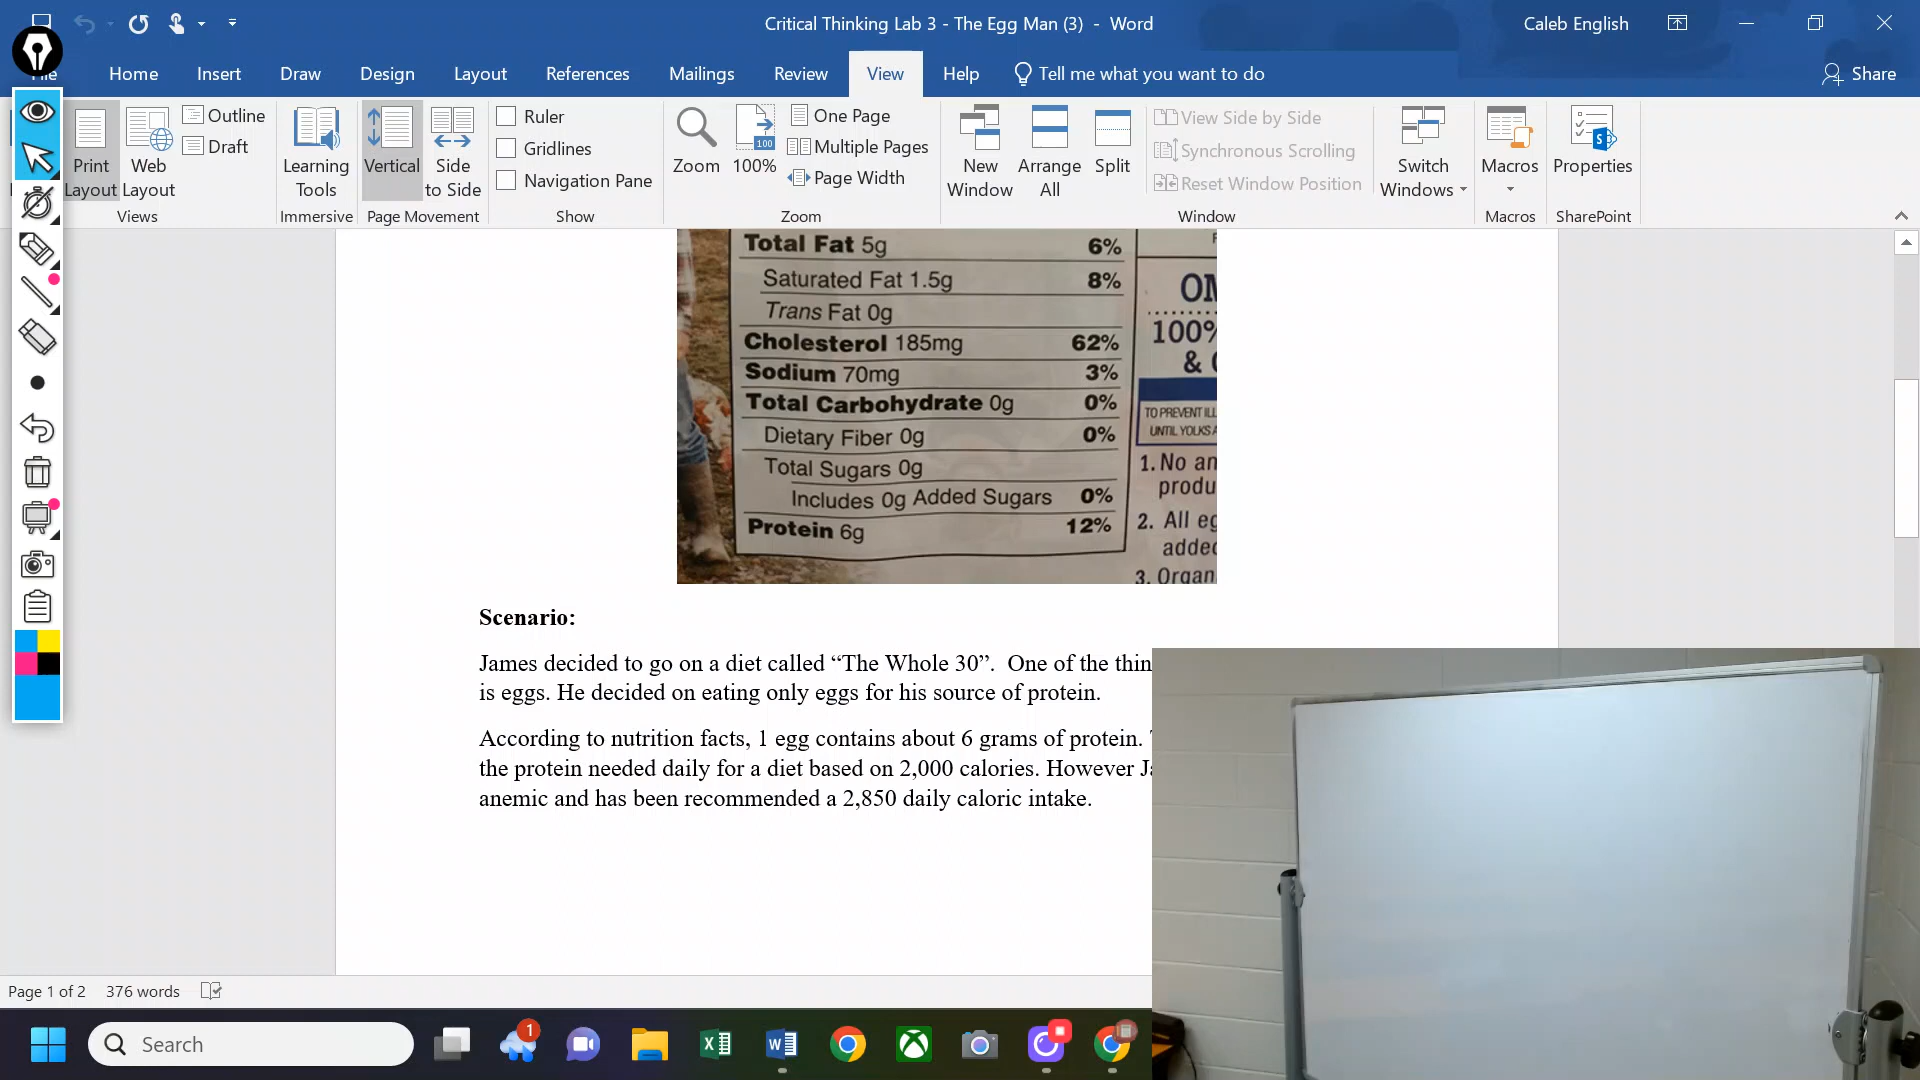 Critical Thinking Lab 3 - The Egg Man (3) - Word
Caleb English
Home Insert Draw Design Layout References Mailings Review View Help Tell me what you want to do
Share
Print Layout
Web Layout
Outline
Draft
Views
Learning Tools
Immersive
Vertical
Side to Side
Page Movement
Ruler
Gridlines
Navigation Pane
Show
Zoom
100
100%
One Page
Multiple Pages
Page Width
Zoom
New Window
Arrange All
Split
View Side by Side
Synchronous Scrolling
Reset Window Position
Window
Switch Windows
Macros
Macros
Properties
SharePoint
Total Fat 5g 6%
Saturated Fat 1.5g 8%
Trans Fat 0g
Cholesterol 185mg 62%
Sodium 70mg 3%
Total Carbohydrate 0g 0%
Dietary Fiber 0g 0%
Total Sugars 0g
Includes 0g Added Sugars 0%
Protein 6g 12%
100%
&
TO PREVENT ILL
UNTIL YOLKS
1. No an
produ
2. All eg
added
3. Organ
Scenario:
James decided to go on a diet called “The Whole 30”. One of the thin
is eggs. He decided on eating only eggs for his source of protein.
According to nutrition facts, 1 egg contains about 6 grams of protein.
the protein needed daily for a diet based on 2,000 calories. However Ja
anemic and has been recommended a 2,850 daily caloric intake.
Page 1 of 2 376 words
Search
1